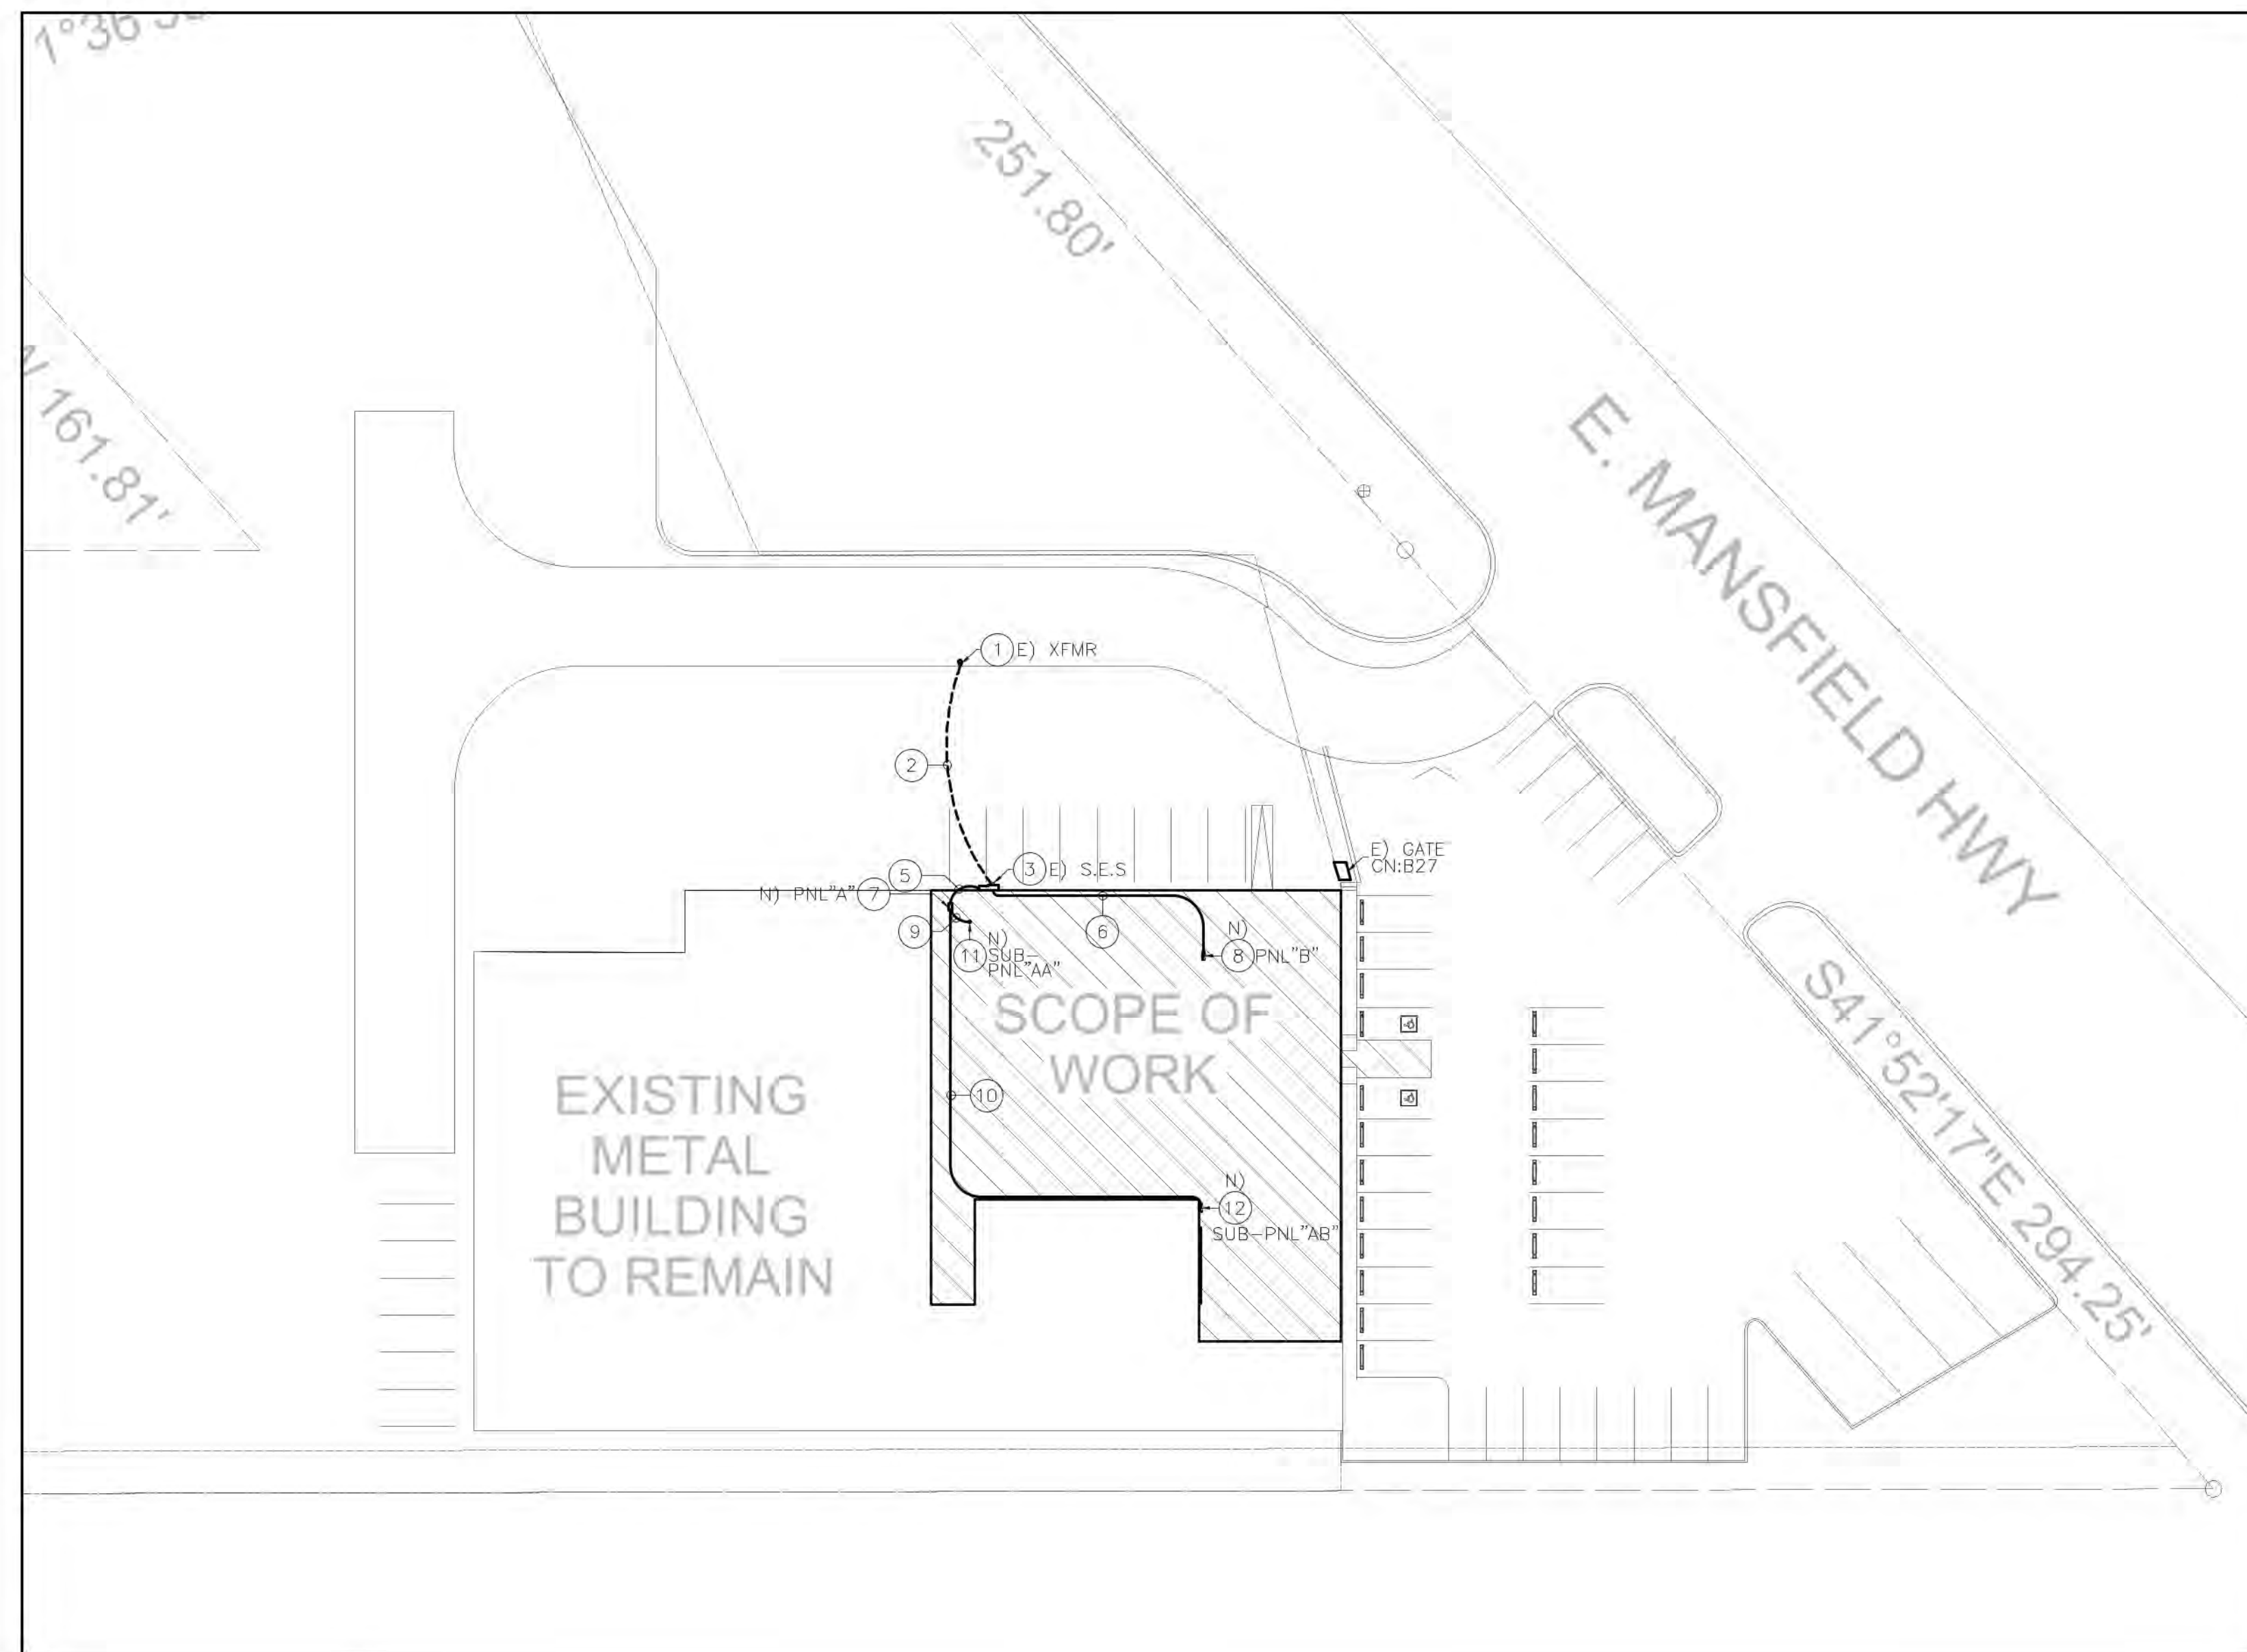 251.80'
161.81'
E. MANSFIELD HWY
1 E) XFMR
2
3 E) S.E.S
E) GATE
CN:B27
5
N) PNL"A" 7
9
6
N)
8 PNL"B"
N)
11 SUB-
PNL"AA"
SCOPE OF
WORK
S41°52'17"E 294.25'
EXISTING
METAL
BUILDING
TO REMAIN
10
N)
12
SUB-PNL"AB"